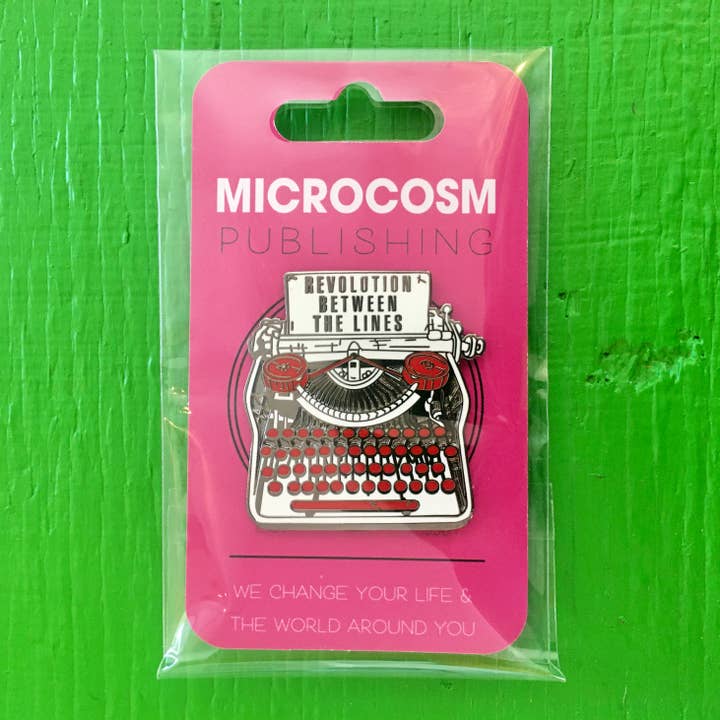 MICROCOSM
PUBLISHING
REVOLUTION
BETWEEN
THE LINES
WE CHANGE YOUR LIFE &
THE WORLD AROUND YOU